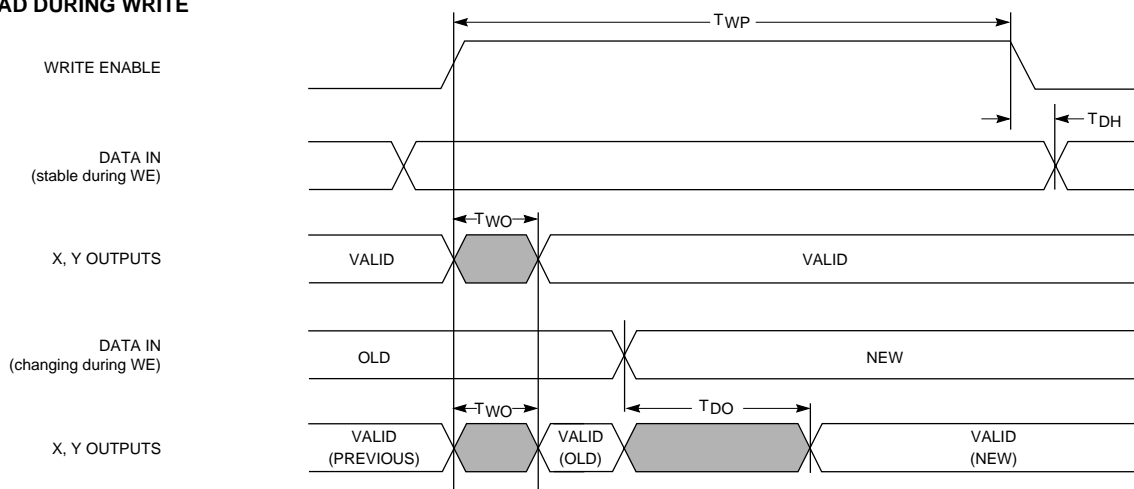 AD DURING WRITE
TWP
WRITE ENABLE
TDH
DATA IN
(stable during WE)
TWO
X, Y OUTPUTS
VALID
VALID
DATA IN
(changing during WE)
OLD
NEW
TWO
TDO
X, Y OUTPUTS
VALID
(PREVIOUS)
VALID
(OLD)
VALID
(NEW)